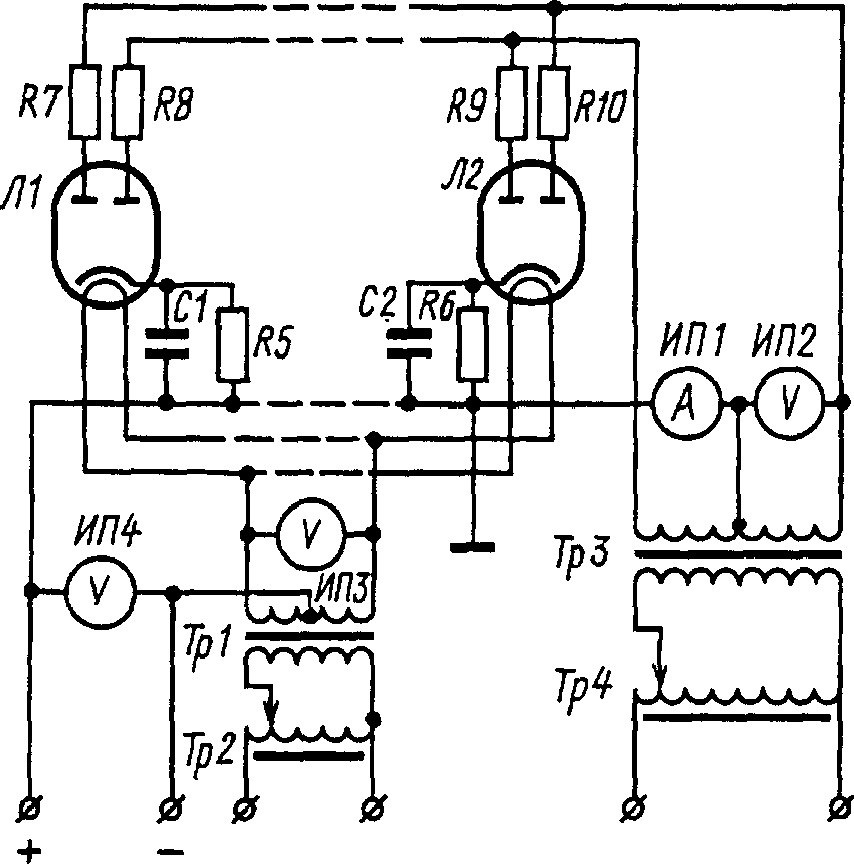 R7 R8 R9 R10
Л1 Л2
C1 R5 C2 R6
ИП1 ИП2
A V
ИП4 V Тр3
V ИП3
Тр1
Тр4
Тр2
+ −